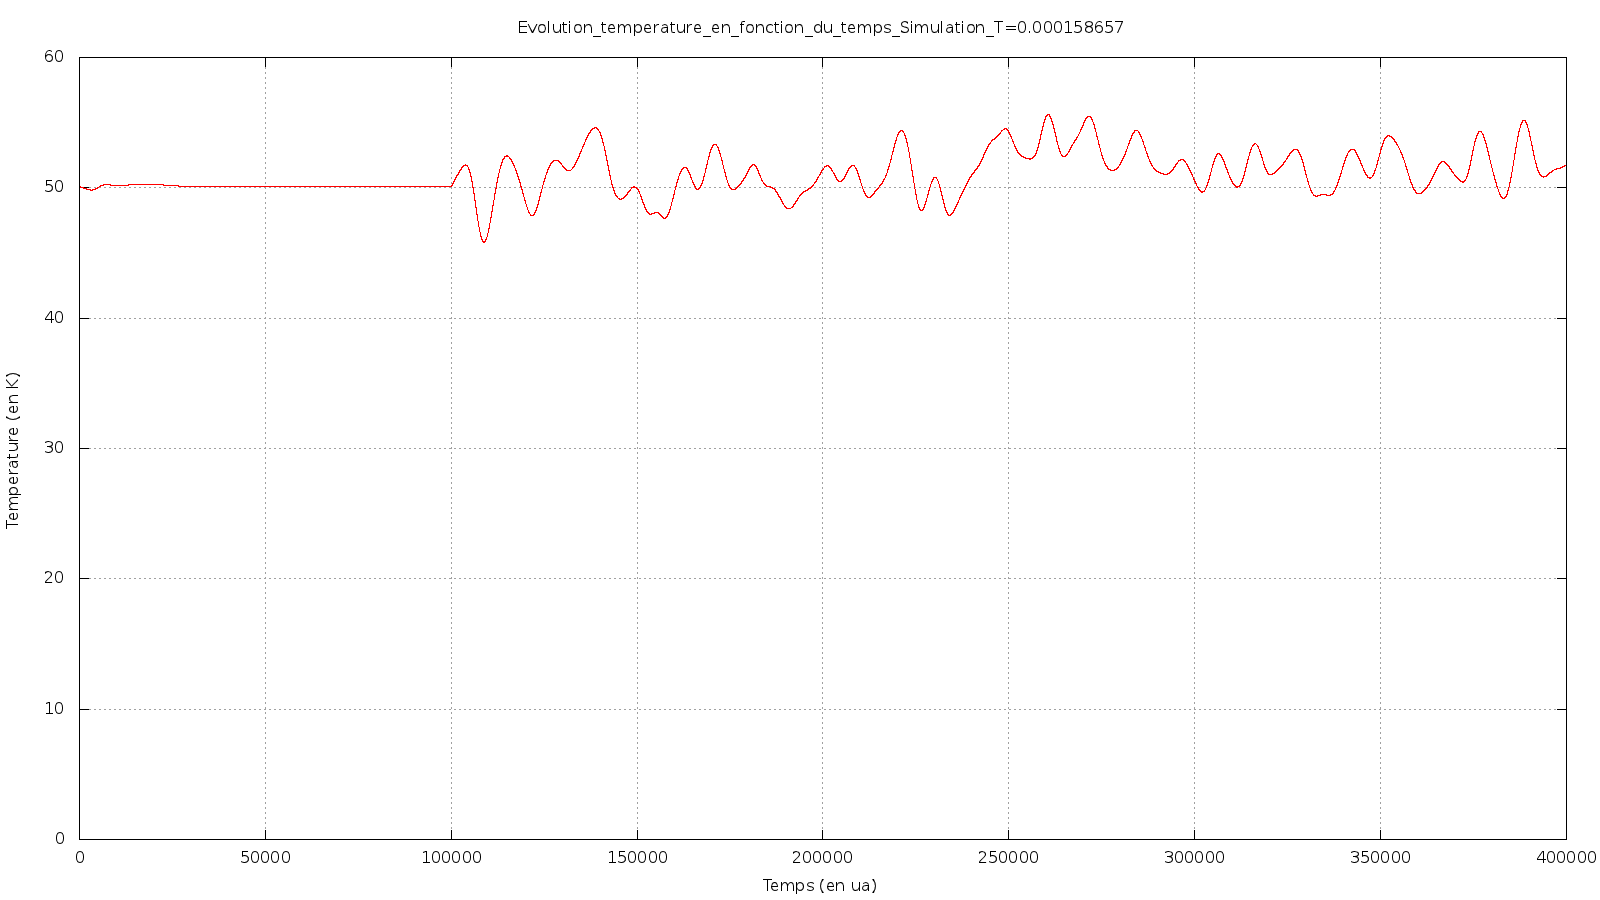 Evolution_temperature_en_fonction_du_temps_Simulation_T=0.000158657
60
50
40
30
20
10
0
Temperature (en K)
0 50000 100000 150000 200000 250000 300000 350000 400000
Temps (en ua)